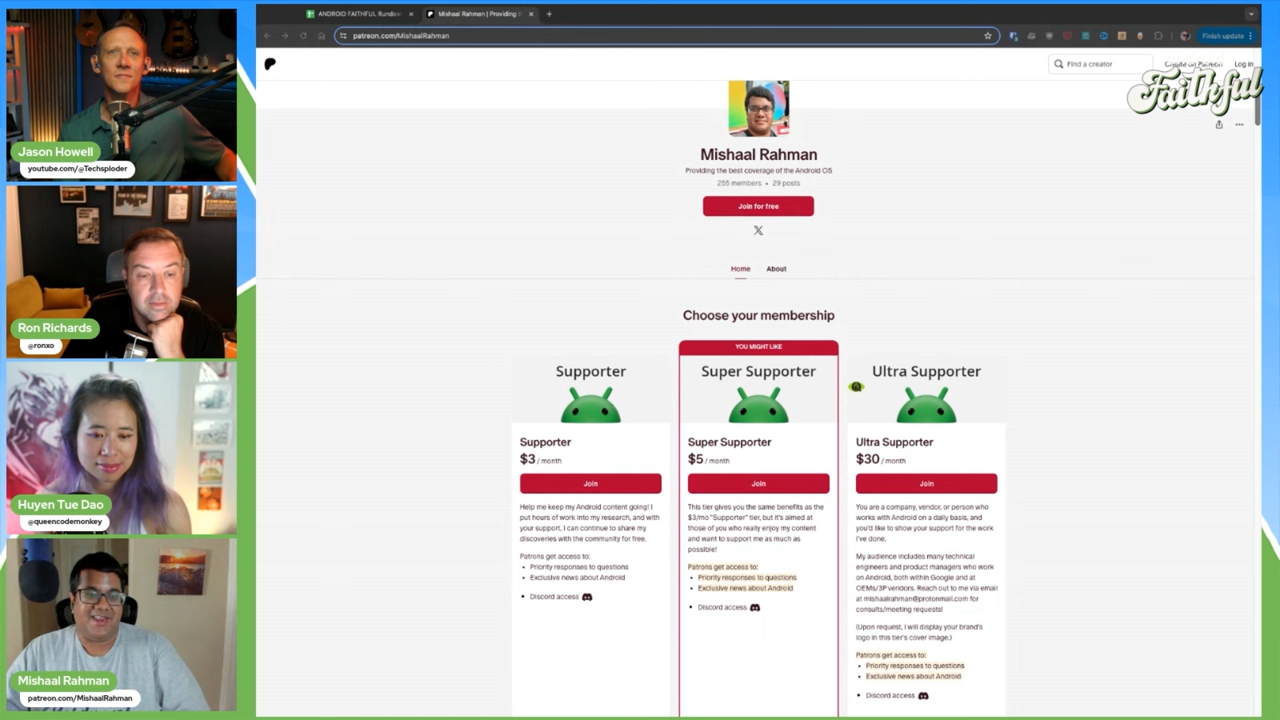 Jason Howell
youtube.com/@Techsploder
Ron Richards
@ronxo
Huyen Tue Dao
@queencodemonkey
Mishaal Rahman
patreon.com/MishaalRahman
ANDROID FAITHFUL Rundow
Mishaal Rahman | Providing t
patreon.com/MishaalRahman
Finish update
Find a creator
Create on Patreon
Log in
Faithful
Mishaal Rahman
Providing the best coverage of the Android OS
255 members • 29 posts
Join for free
Home
About
Choose your membership
Supporter
Supporter
$3 / month
Join
Help me keep my Android content going! I
put hours of work into my research, and with
your support, I can continue to share my
discoveries with the community for free.
Patrons get access to:
• Priority responses to questions
• Exclusive news about Android
• Discord access
YOU MIGHT LIKE
Super Supporter
Super Supporter
$5 / month
Join
This tier gives you the same benefits as the
$3/mo "Supporter" tier, but it's aimed at
those of you who really enjoy my content
and want to support me as much as
possible!
Patrons get access to:
• Priority responses to questions
• Exclusive news about Android
• Discord access
Ultra Supporter
Ultra Supporter
$30 / month
Join
You are a company, vendor, or person who
works with Android on a daily basis, and
you'd like to show your support for the work
I've done.
My audience includes many technical
engineers and product managers who work
on Android, both within Google and at
OEMs/3P vendors. Reach out to me via email
at mishaalrahman@protonmail.com for
consults/meeting requests!
(Upon request, I will display your brand's
logo in this tier's cover image.)
Patrons get access to:
• Priority responses to questions
• Exclusive news about Android
• Discord access